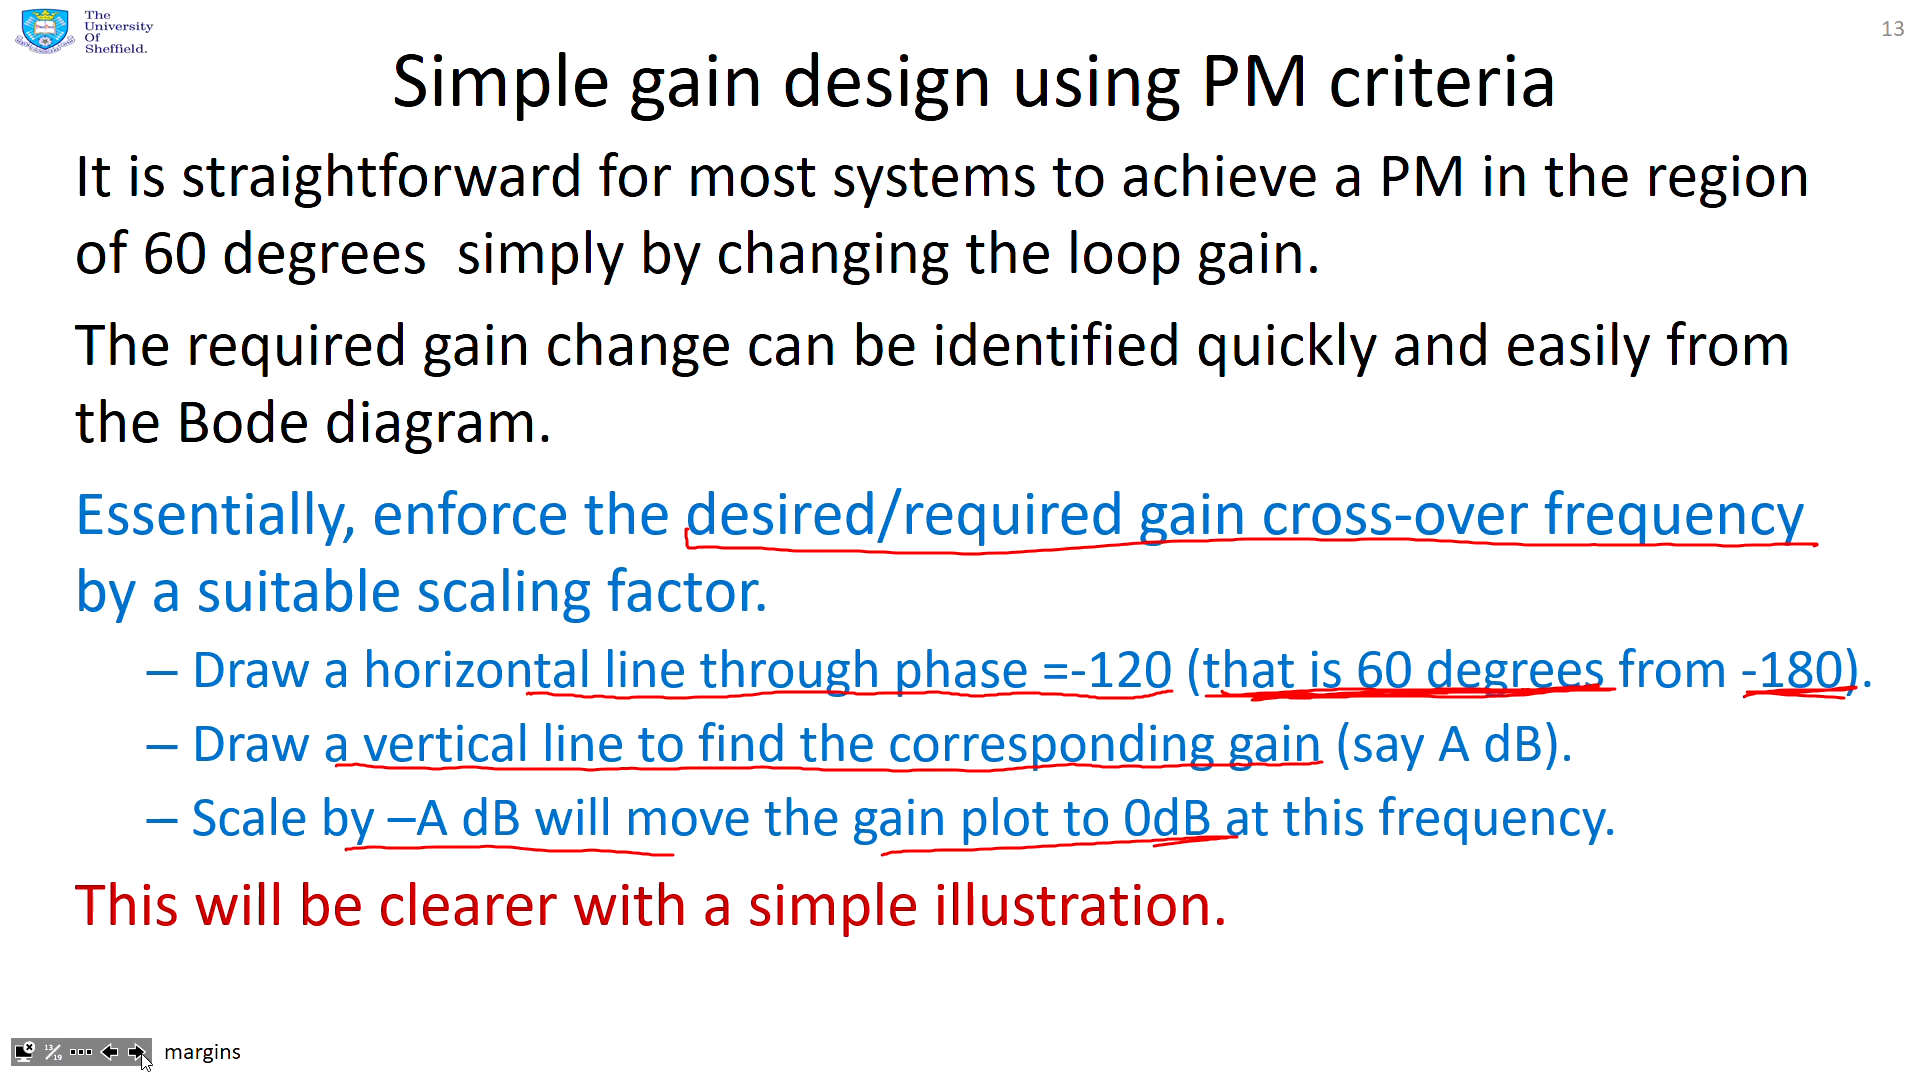 The
University
Of
Sheffield.
13
Simple gain design using PM criteria
It is straightforward for most systems to achieve a PM in the region
of 60 degrees  simply by changing the loop gain.
The required gain change can be identified quickly and easily from
the Bode diagram.
Essentially, enforce the desired/required gain cross-over frequency
by a suitable scaling factor.
– Draw a horizontal line through phase =-120 (that is 60 degrees from -180).
– Draw a vertical line to find the corresponding gain (say A dB).
– Scale by –A dB will move the gain plot to 0dB at this frequency.
This will be clearer with a simple illustration.
13/19
margins